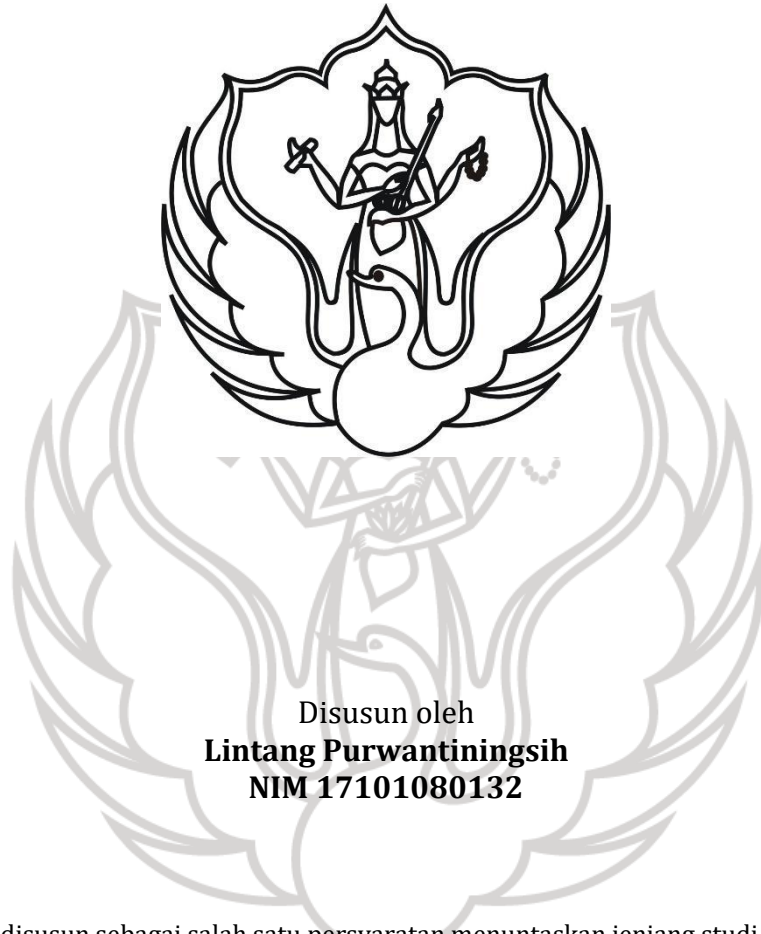 Disusun oleh
Lintang Purwantiningsih
NIM 17101080132
disusun sebagai salah satu persyaratan menuntaskan jenjang studi